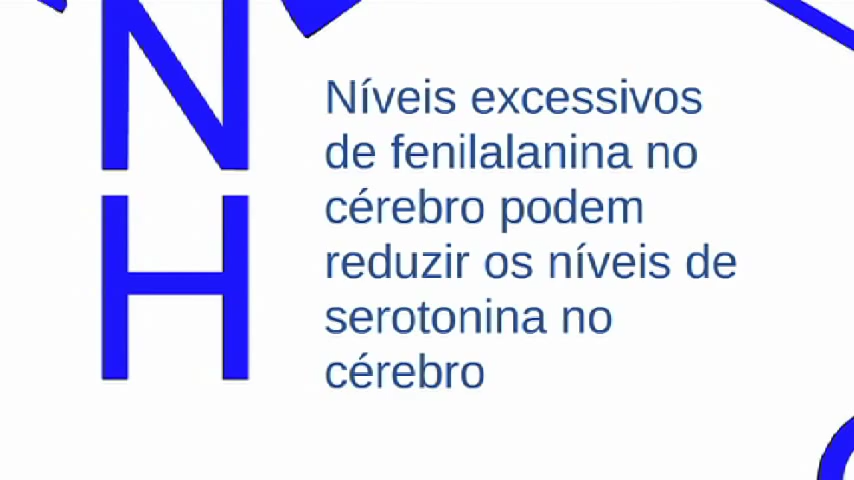 N
H
Níveis excessivos
de fenilalanina no
cérebro podem
reduzir os níveis de
serotonina no
cérebro